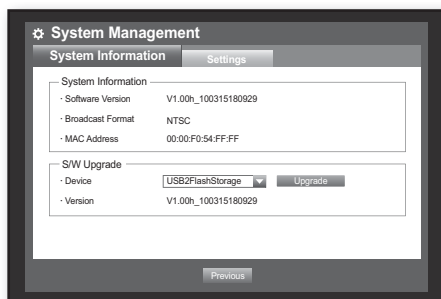 System Management
System Information Settings
System Information
· Software Version V1.00h_100315180929
· Broadcast Format NTSC
· MAC Address 00:00:F0:54:FF:FF
S/W Upgrade
· Device USB2FlashStorage Upgrade
· Version V1.00h_100315180929
Previous